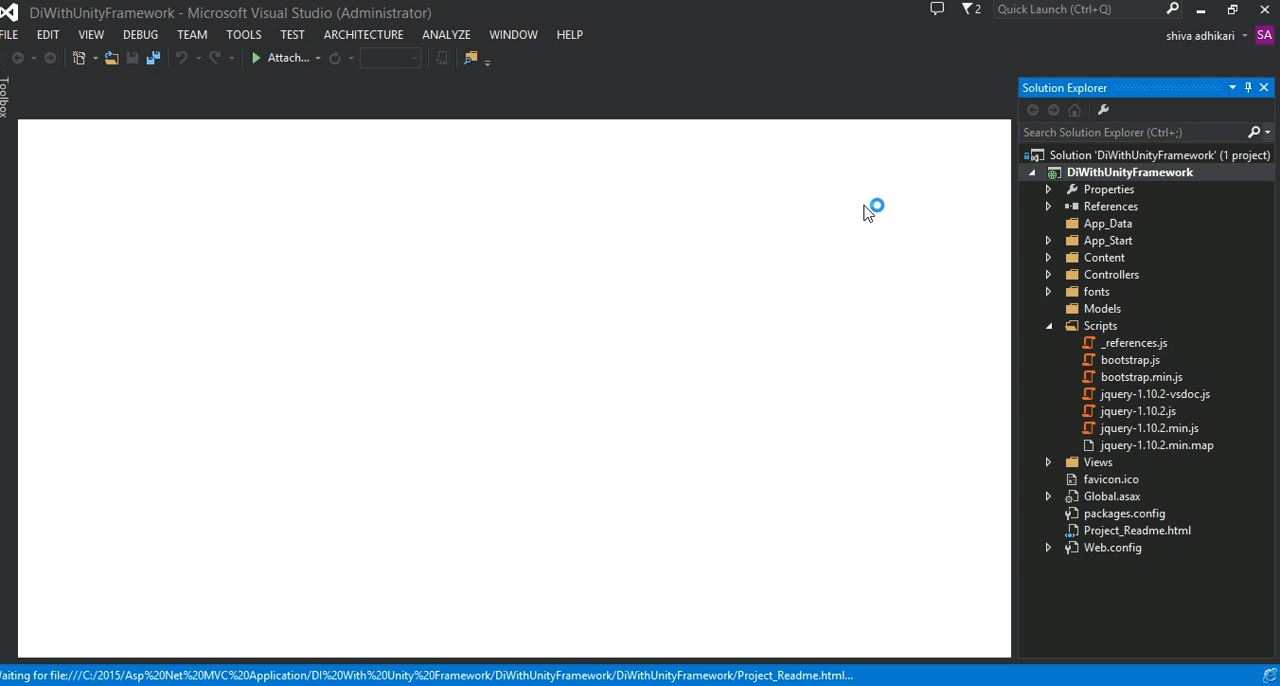 DiWithUnityFramework - Microsoft Visual Studio (Administrator)
2
Quick Launch (Ctrl+Q)
FILE EDIT VIEW DEBUG TEAM TOOLS TEST ARCHITECTURE ANALYZE WINDOW HELP
shiva adhikari SA
Attach...
Toolbox
Solution Explorer
Search Solution Explorer (Ctrl+;)
Solution 'DiWithUnityFramework' (1 project)
DiWithUnityFramework
Properties
References
App_Data
App_Start
Content
Controllers
fonts
Models
Scripts
_references.js
bootstrap.js
bootstrap.min.js
jquery-1.10.2-vsdoc.js
jquery-1.10.2.js
jquery-1.10.2.min.js
jquery-1.10.2.min.map
Views
favicon.ico
Global.asax
packages.config
Project_Readme.html
Web.config
aiting for file:///C:/2015/Asp%20Net%20MVC%20Application/DI%20With%20Unity%20Framework/DiWithUnityFramework/DiWithUnityFramework/Project_Readme.html...